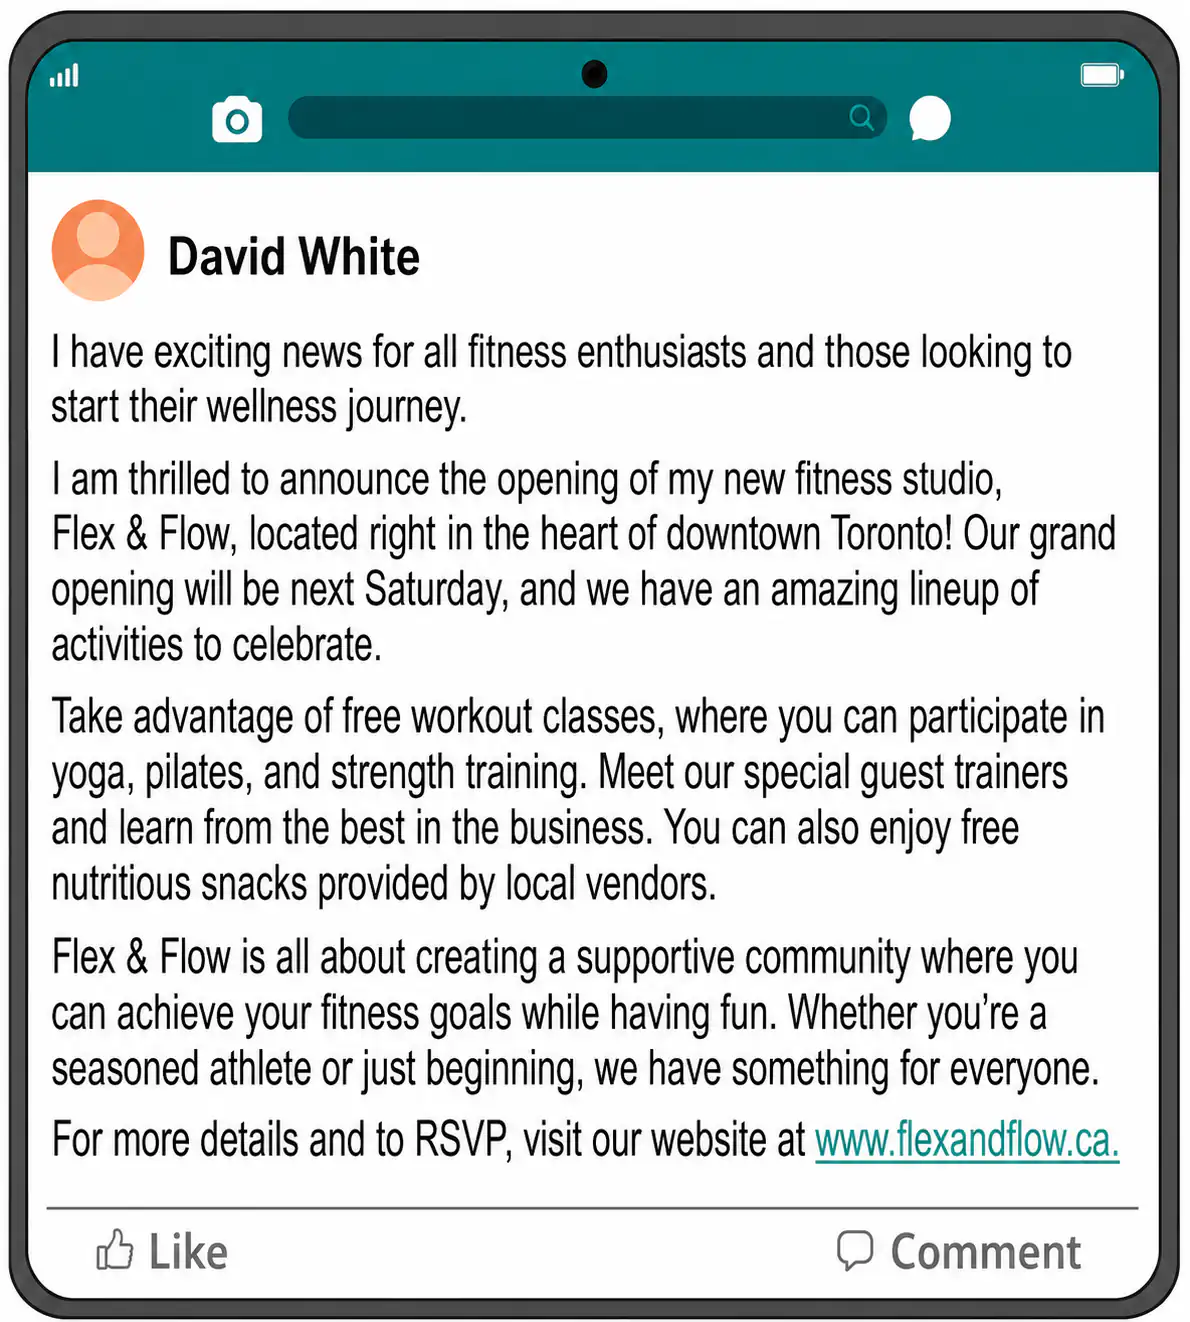 David White
I have exciting news for all fitness enthusiasts and those looking to
start their wellness journey.
I am thrilled to announce the opening of my new fitness studio,
Flex & Flow, located right in the heart of downtown Toronto! Our grand
opening will be next Saturday, and we have an amazing lineup of
activities to celebrate.
Take advantage of free workout classes, where you can participate in
yoga, pilates, and strength training. Meet our special guest trainers
and learn from the best in the business. You can also enjoy free
nutritious snacks provided by local vendors.
Flex & Flow is all about creating a supportive community where you
can achieve your fitness goals while having fun. Whether you’re a
seasoned athlete or just beginning, we have something for everyone.
For more details and to RSVP, visit our website at www.flexandflow.ca.
Like
Comment